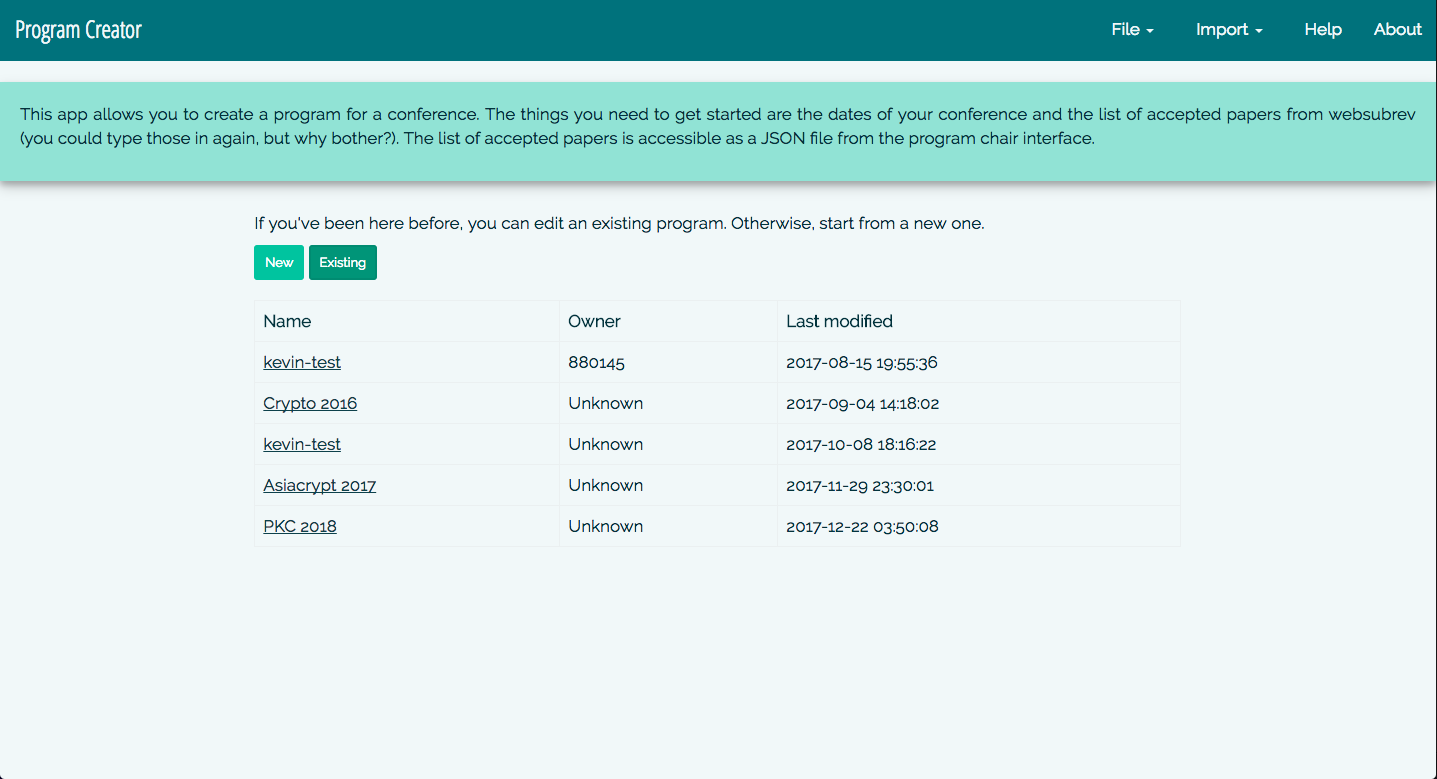 Program Creator File Import Help About
This app allows you to create a program for a conference. The things you need to get started are the dates of your conference and the list of accepted papers from websubrev
(you could type those in again, but why bother?). The list of accepted papers is accessible as a JSON file from the program chair interface.
If you've been here before, you can edit an existing program. Otherwise, start from a new one.
New Existing
Name Owner Last modified
kevin-test 880145 2017-08-15 19:55:36
Crypto 2016 Unknown 2017-09-04 14:18:02
kevin-test Unknown 2017-10-08 18:16:22
Asiacrypt 2017 Unknown 2017-11-29 23:30:01
PKC 2018 Unknown 2017-12-22 03:50:08